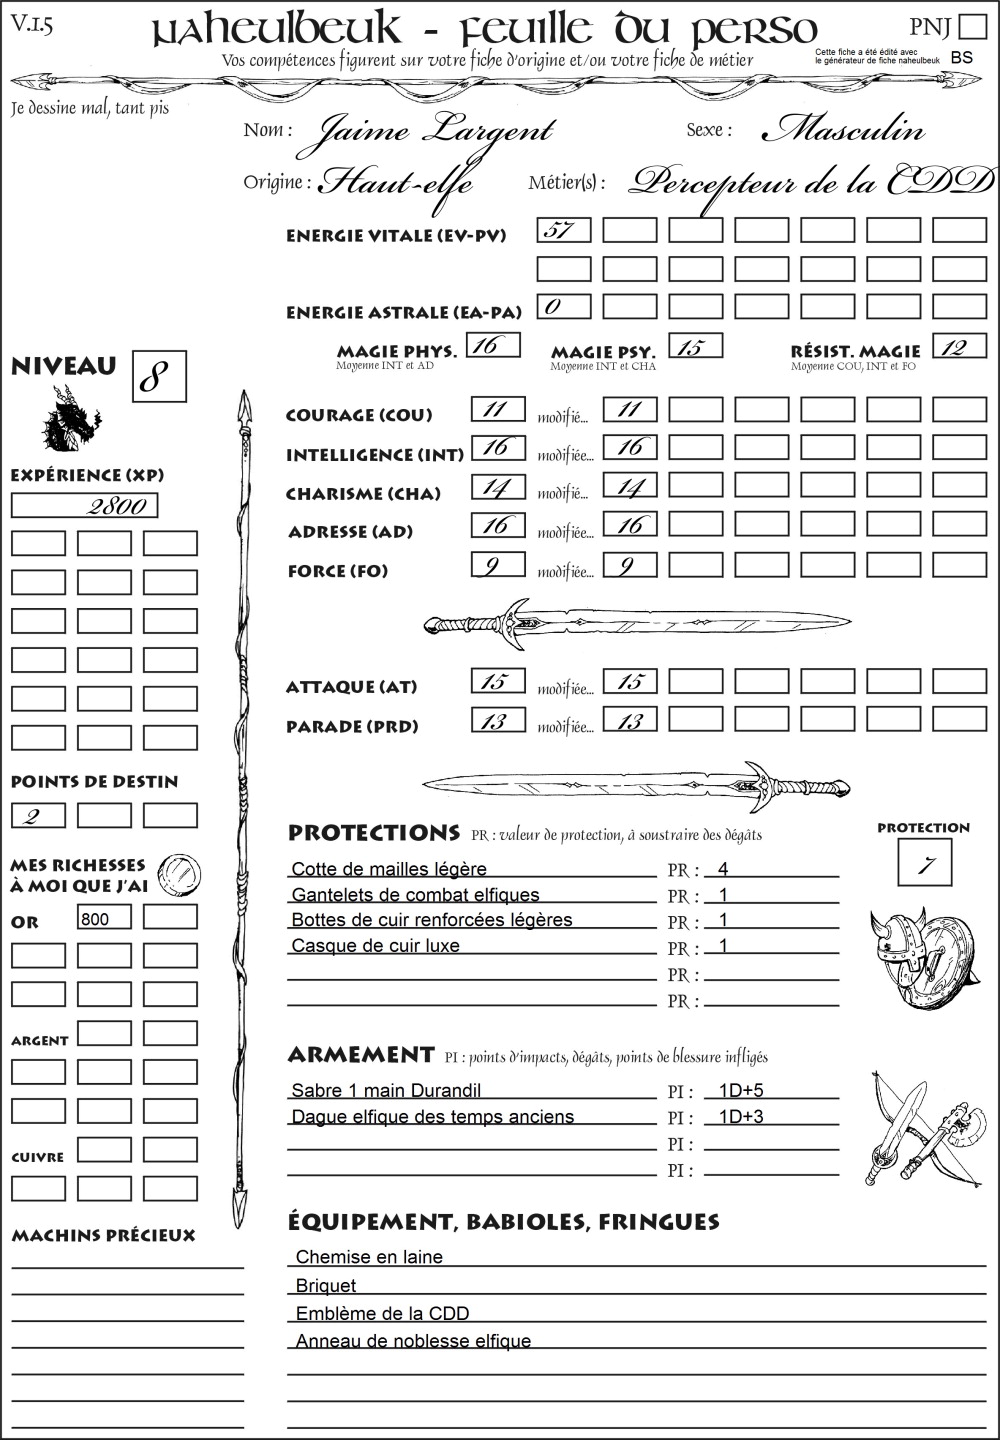 V.1.5
Naheulbeuk - Feuille du perso
PNJ
Vos compétences figurent sur votre fiche d'origine et/ou votre fiche de métier
Cette fiche a été édité avec
le générateur de fiche naheulbeuk
BS
Je dessine mal, tant pis
Nom : Jaime Largent
Sexe : Masculin
Origine : Haut-elfe
Métier(s) : Percepteur de la CDD
ENERGIE VITALE (EV-PV) 57
ENERGIE ASTRALE (EA-PA) 0
MAGIE PHYS. 16
Moyenne INT et AD
MAGIE PSY. 15
Moyenne INT et CHA
RÉSIST. MAGIE 12
Moyenne COU, INT et FO
NIVEAU 8
COURAGE (COU) 11 modifié... 11
INTELLIGENCE (INT) 16 modifiée... 16
CHARISME (CHA) 14 modifié... 14
ADRESSE (AD) 16 modifiée... 16
FORCE (FO) 9 modifiée... 9
EXPÉRIENCE (XP)
2800
ATTAQUE (AT) 15 modifiée... 15
PARADE (PRD) 13 modifiée... 13
POINTS DE DESTIN
2
MES RICHESSES
À MOI QUE J'AI
OR 800
ARGENT
CUIVRE
MACHINS PRÉCIEUX
PROTECTIONS PR : valeur de protection, à soustraire des dégâts
PROTECTION
7
Cotte de mailles légère PR : 4
Gantelets de combat elfiques PR : 1
Bottes de cuir renforcées légères PR : 1
Casque de cuir luxe PR : 1
PR :
PR :
ARMEMENT PI : points d'impacts, dégâts, points de blessure infligés
Sabre 1 main Durandil PI : 1D+5
Dague elfique des temps anciens PI : 1D+3
PI :
PI :
ÉQUIPEMENT, BABIOLES, FRINGUES
Chemise en laine
Briquet
Emblème de la CDD
Anneau de noblesse elfique